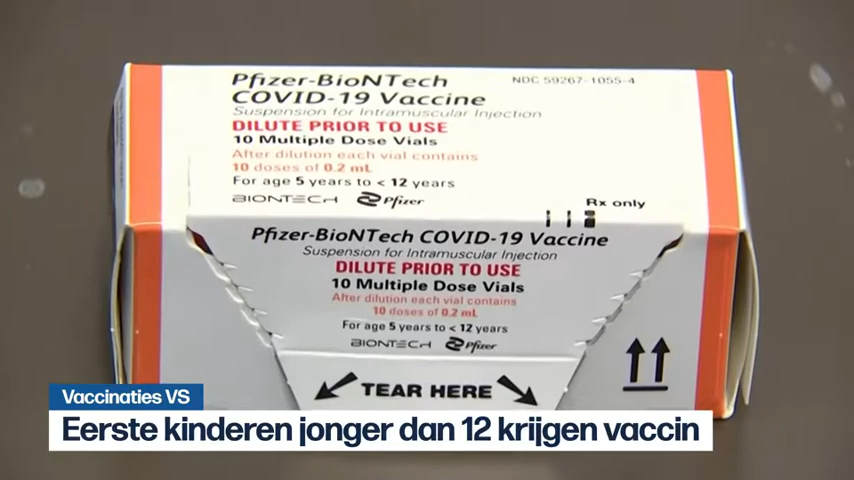 Pfizer-BioNTech
NDC 59267-1055-4
COVID-19 Vaccine
Suspension for Intramuscular Injection
DILUTE PRIOR TO USE
10 Multiple Dose Vials
After dilution each vial contains
10 doses of 0.2 mL
For age 5 years to < 12 years
BIONTECH Pfizer
Rx only
Pfizer-BioNTech COVID-19 Vaccine
Suspension for Intramuscular Injection
DILUTE PRIOR TO USE
10 Multiple Dose Vials
After dilution each vial contains
10 doses of 0.2 mL
For age 5 years to < 12 years
BIONTECH Pfizer
TEAR HERE
Vaccinaties VS
Eerste kinderen jonger dan 12 krijgen vaccin